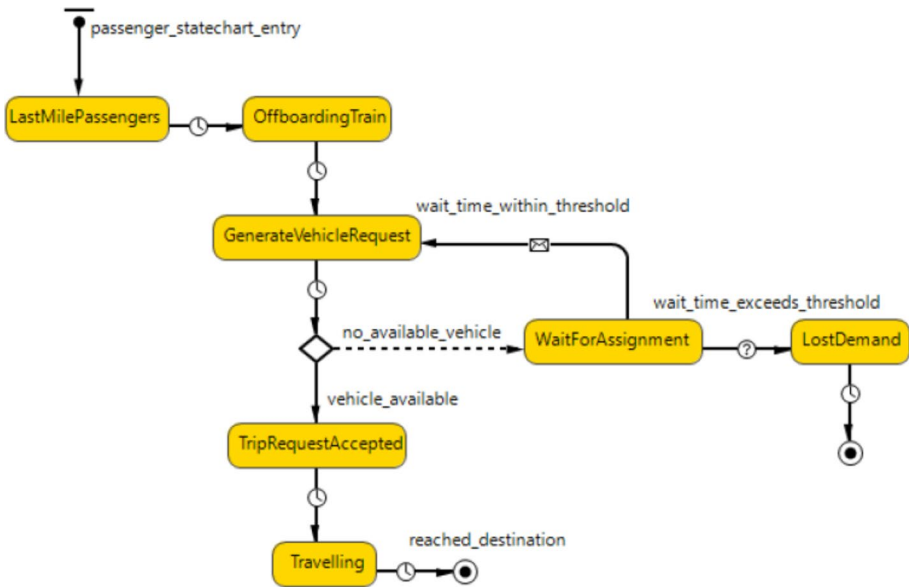 passenger_statechart_entry
LastMilePassengers
OffboardingTrain
wait_time_within_threshold
GenerateVehicleRequest
wait_time_exceeds_threshold
no_available_vehicle
WaitForAssignment
?
LostDemand
vehicle_available
TripRequestAccepted
reached_destination
Travelling